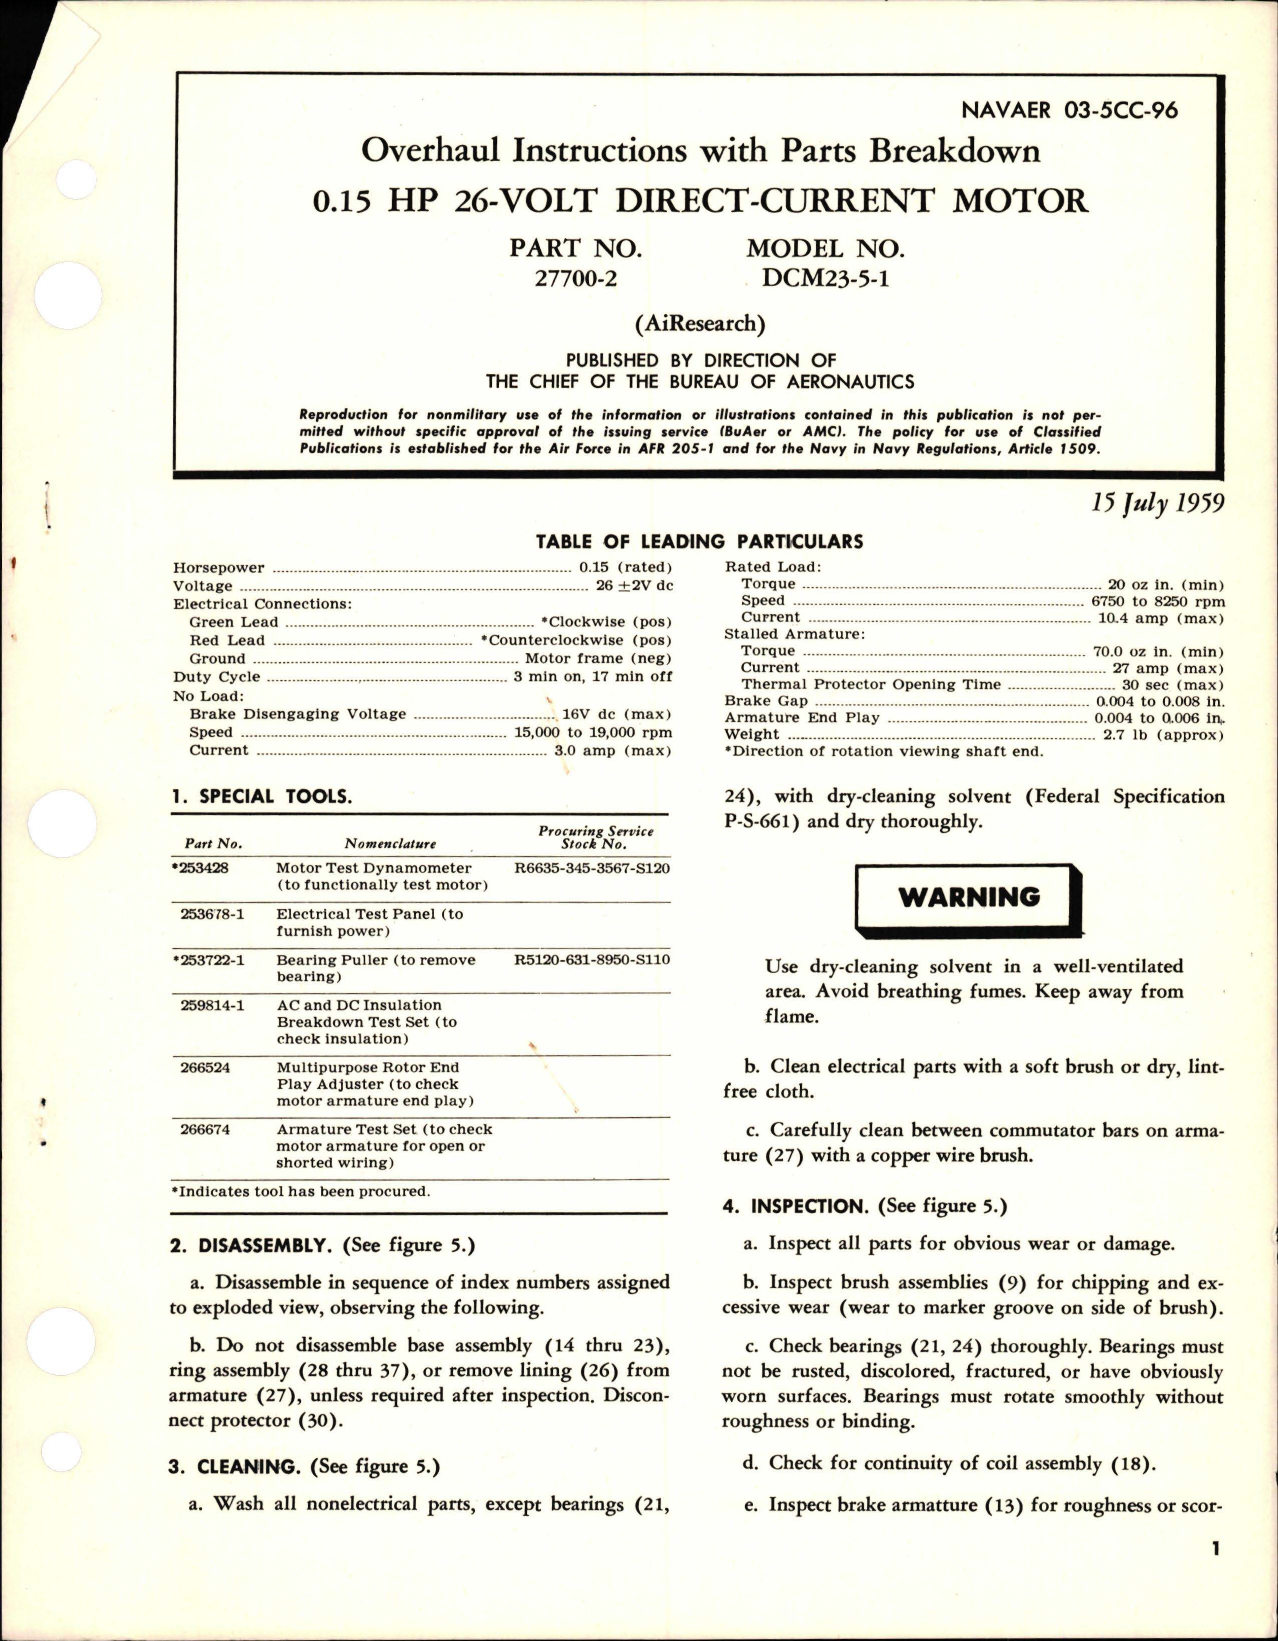 NAVAER 03-5CC-96
Overhaul Instructions with Parts Breakdown
0.15 HP 26-VOLT DIRECT-CURRENT MOTOR
PART NO. MODEL NO.
27700-2 DCM23-5-1
(AiResearch)
PUBLISHED BY DIRECTION OF
THE CHIEF OF THE BUREAU OF AERONAUTICS
Reproduction for nonmilitary use of the information or illustrations contained in this publication is not per-
mitted without specific approval of the issuing service (BuAer or AMC). The policy for use of Classified
Publications is established for the Air Force in AFR 205-1 and for the Navy in Navy Regulations, Article 1509.
15 July 1959
TABLE OF LEADING PARTICULARS
Horsepower 0.15 (rated)
Voltage 26 ±2V dc
Electrical Connections:
Green Lead *Clockwise (pos)
Red Lead *Counterclockwise (pos)
Ground Motor frame (neg)
Duty Cycle 3 min on, 17 min off
No Load:
Brake Disengaging Voltage 16V dc (max)
Speed 15,000 to 19,000 rpm
Current 3.0 amp (max)
Rated Load:
Torque 20 oz in. (min)
Speed 6750 to 8250 rpm
Current 10.4 amp (max)
Stalled Armature:
Torque 70.0 oz in. (min)
Current 27 amp (max)
Thermal Protector Opening Time 30 sec (max)
Brake Gap 0.004 to 0.008 in.
Armature End Play 0.004 to 0.006 in.
Weight 2.7 lb (approx)
*Direction of rotation viewing shaft end.
1. SPECIAL TOOLS.
Procuring Service
Part No. Nomenclature Stock No.
*253428 Motor Test Dynamometer R6635-345-3567-S120
(to functionally test motor)
253678-1 Electrical Test Panel (to
furnish power)
*253722-1 Bearing Puller (to remove R5120-631-8950-S110
bearing)
259814-1 AC and DC Insulation
Breakdown Test Set (to
check insulation)
266524 Multipurpose Rotor End
Play Adjuster (to check
motor armature end play)
266674 Armature Test Set (to check
motor armature for open or
shorted wiring)
*Indicates tool has been procured.
2. DISASSEMBLY. (See figure 5.)
a. Disassemble in sequence of index numbers assigned
to exploded view, observing the following.
b. Do not disassemble base assembly (14 thru 23),
ring assembly (28 thru 37), or remove lining (26) from
armature (27), unless required after inspection. Discon-
nect protector (30).
3. CLEANING. (See figure 5.)
a. Wash all nonelectrical parts, except bearings (21,
24), with dry-cleaning solvent (Federal Specification
P-S-661) and dry thoroughly.
WARNING
Use dry-cleaning solvent in a well-ventilated
area. Avoid breathing fumes. Keep away from
flame.
b. Clean electrical parts with a soft brush or dry, lint-
free cloth.
c. Carefully clean between commutator bars on arma-
ture (27) with a copper wire brush.
4. INSPECTION. (See figure 5.)
a. Inspect all parts for obvious wear or damage.
b. Inspect brush assemblies (9) for chipping and ex-
cessive wear (wear to marker groove on side of brush).
c. Check bearings (21, 24) thoroughly. Bearings must
not be rusted, discolored, fractured, or have obviously
worn surfaces. Bearings must rotate smoothly without
roughness or binding.
d. Check for continuity of coil assembly (18).
e. Inspect brake armatture (13) for roughness or scor-
1